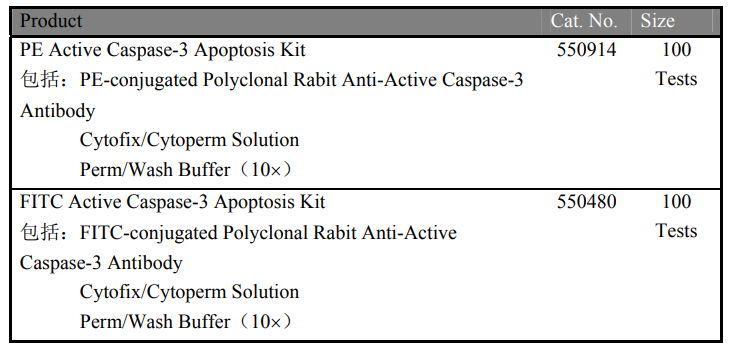 Product Cat. No. Size
PE Active Caspase-3 Apoptosis Kit 550914 100
包括：PE-conjugated Polyclonal Rabit Anti-Active Caspase-3 Tests
Antibody
Cytofix/Cytoperm Solution
Perm/Wash Buffer（10×）
FITC Active Caspase-3 Apoptosis Kit 550480 100
包括：FITC-conjugated Polyclonal Rabit Anti-Active Tests
Caspase-3 Antibody
Cytofix/Cytoperm Solution
Perm/Wash Buffer（10×）